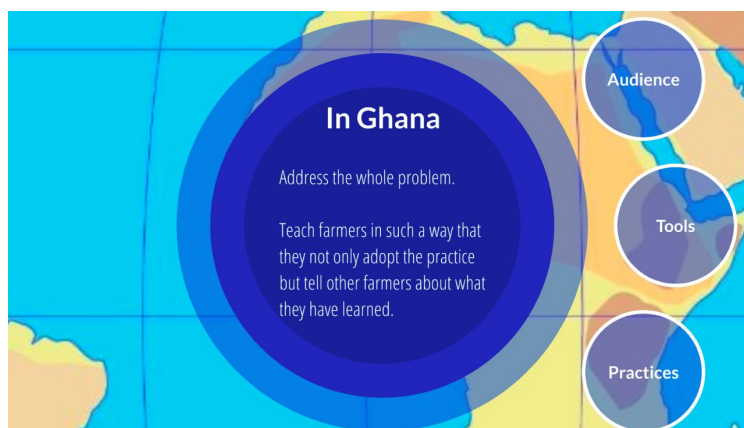 In Ghana
Address the whole problem.
Teach farmers in such a way that
they not only adopt the practice
but tell other farmers about what
they have learned.
Audience
Tools
Practices